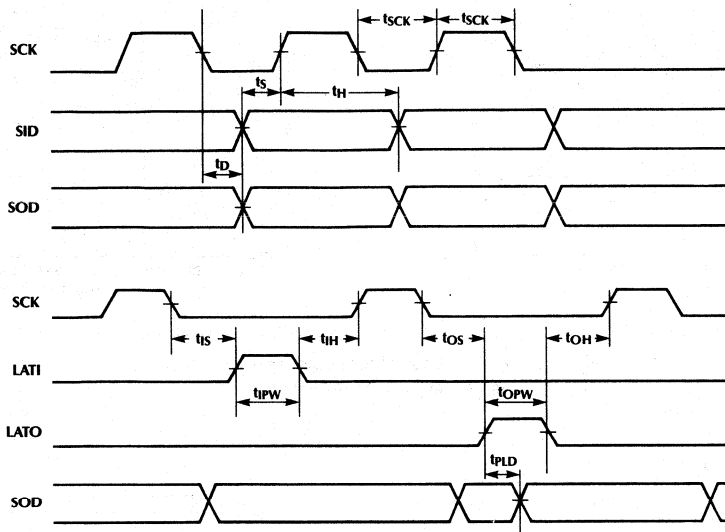 tSCK tSCK
SCK
tS tH
SID
tD
SOD
SCK
tIS tIH tOS tOH
LATI
tIPW tOPW
LATO
tPLD
SOD